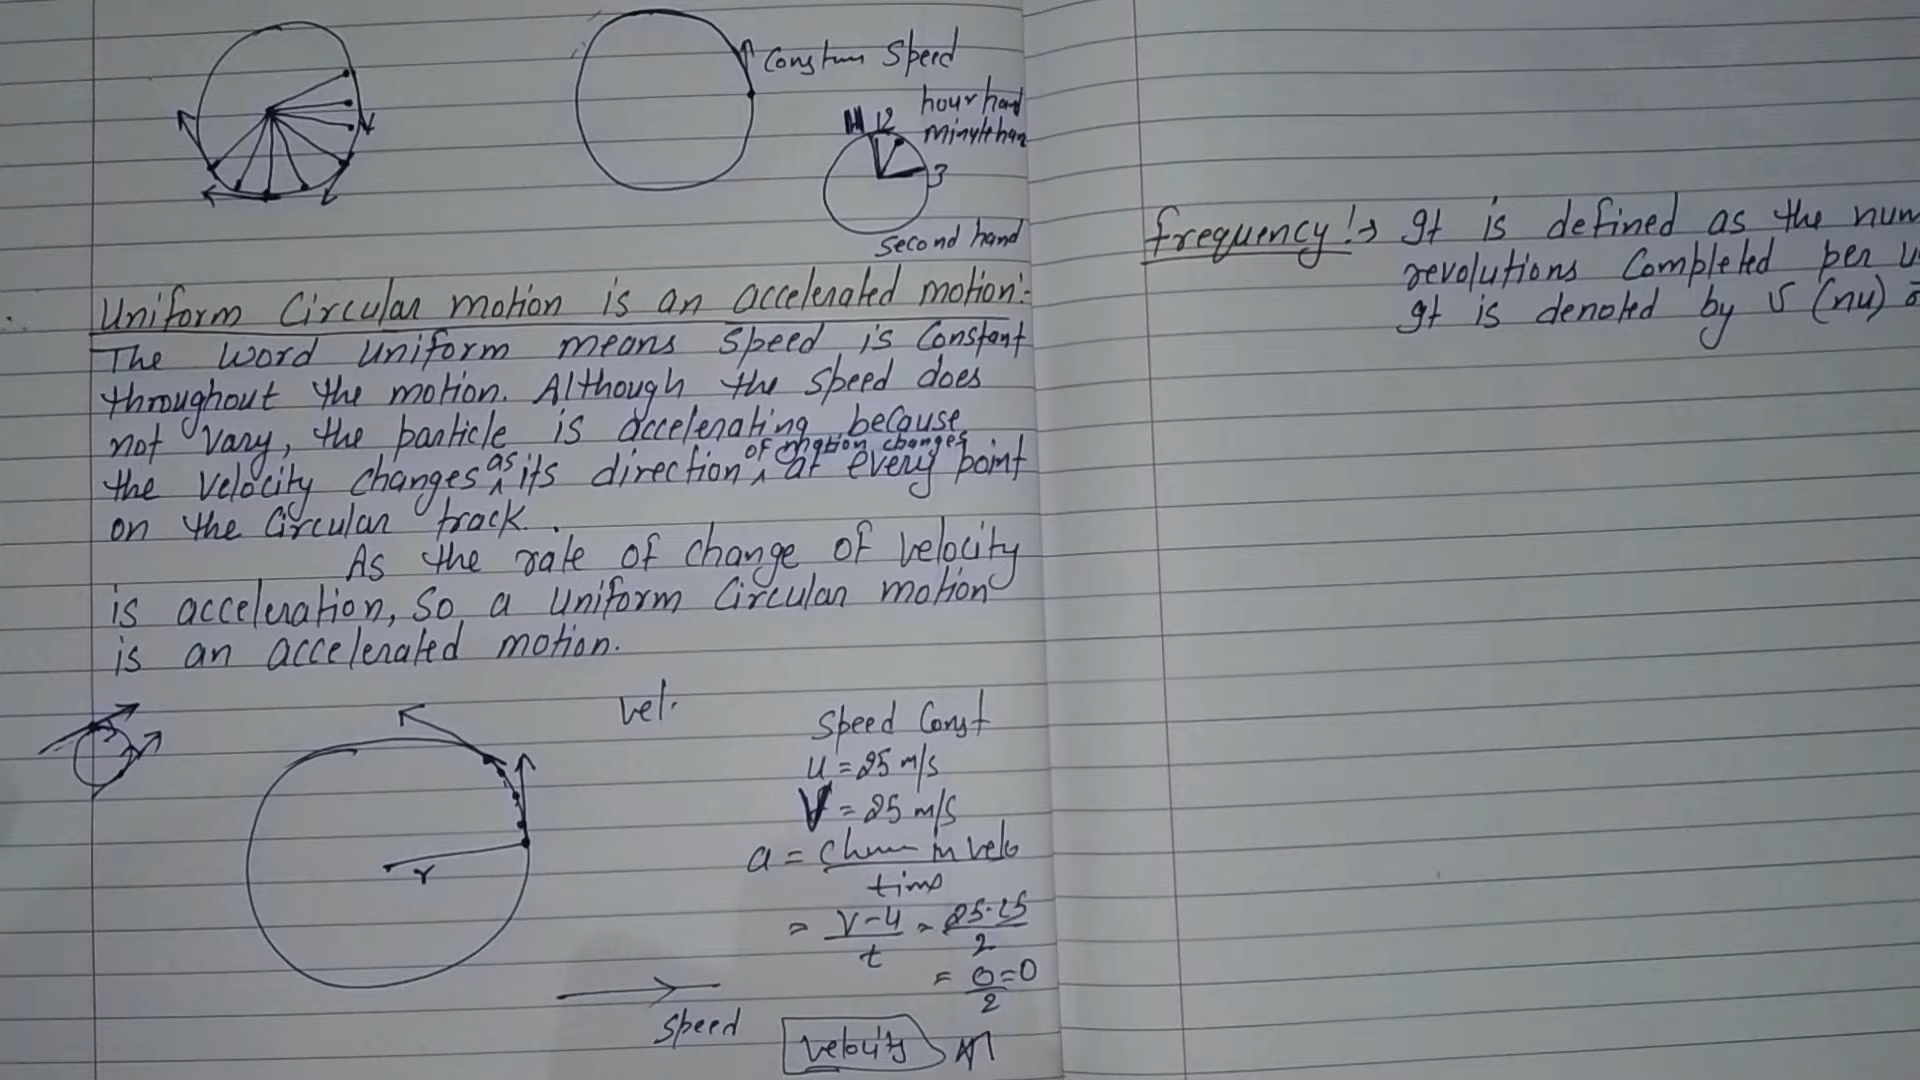 Constum Speed
hour hand
minute han
12
3
second hand
Uniform Circular motion is an accelerated motion:-
The word uniform means speed is Constant
throughout the motion. Although the speed does
not vary, the particle is accelerating because
the velocity changes as its direction of motion changes at every point
on the Circular track.
As the rate of change of velocity
is acceleration, So a uniform Circular motion
is an accelerated motion.
vel.
r
Speed Const
u = 25 m/s
V = 25 m/s
a = in velo
time
= V-u = 25-25
t 2
= 0 = 0
2
Speed
Velocity
frequency :→ It is defined as the num
revolutions Completed per u
It is denoted by υ (nu) o